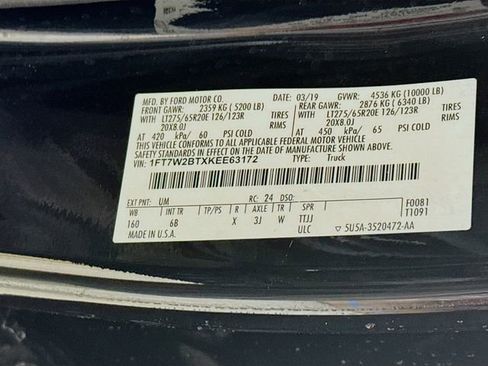 MFD. BY FORD MOTOR CO. 03/19 GVWR: 4536 KG (10000 LB)
FRONT GAWR: 2359 KG ( 5200 LB) REAR GAWR: 2876 KG ( 6340 LB)
LT275/65R20E 126/123R TIRES LT275/65R20E 126/123R TIRES
20X8.0J RIMS 20X8.0J RIMS
AT 420 kPa/ 60 PSI COLD AT 450 kPa/ 65 PSI COLD
THIS VEHICLE CONFORMS TO ALL APPLICABLE FEDERAL MOTOR VEHICLE
SAFETY STANDARDS IN EFFECT ON THE DATE OF MANUFACTURE SHOWN ABOVE.
VIN: 1FT7W2BTXKEE63172 TYPE: Truck
EXT PNT: UM RC: 24 DSO: F0081
WB INT TR TP/PS R AXLE TR SPR T1091
160 6B X 3J W TTJJ
MADE IN U.S.A. ULC ▽ 5U5A-3520472-AA